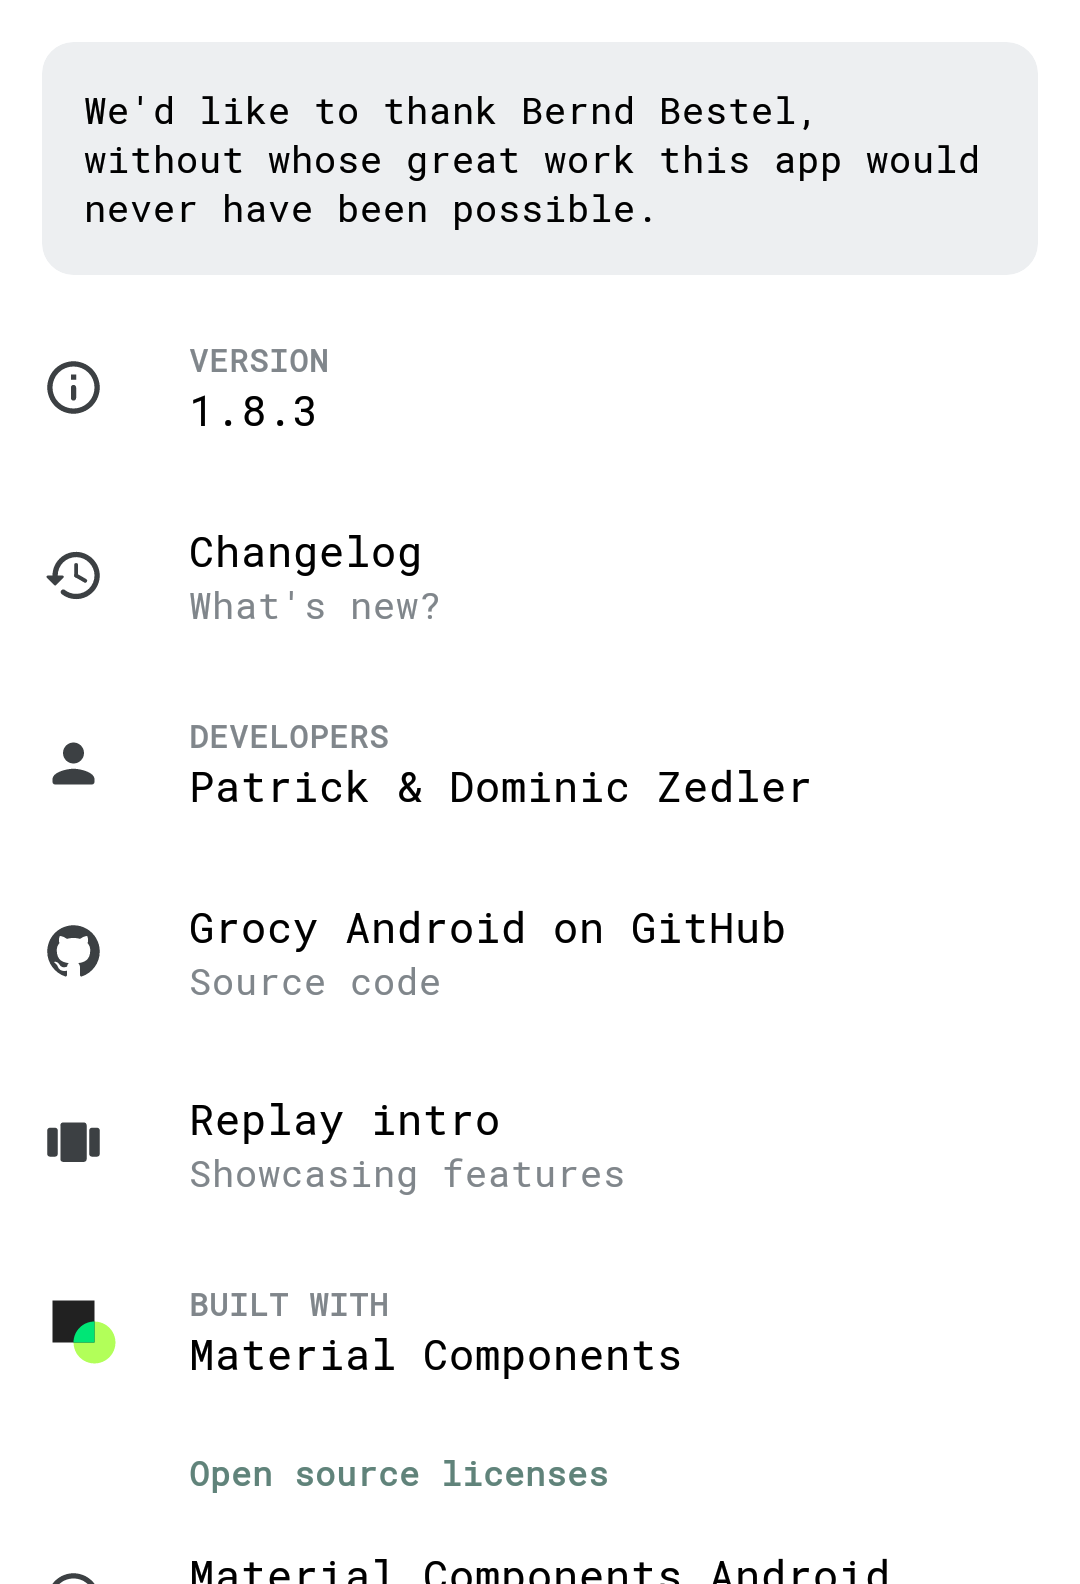 We'd like to thank Bernd Bestel,
without whose great work this app would
never have been possible.
VERSION
1.8.3
Changelog
What's new?
DEVELOPERS
Patrick & Dominic Zedler
Grocy Android on GitHub
Source code
Replay intro
Showcasing features
BUILT WITH
Material Components
Open source licenses
Material Components Android